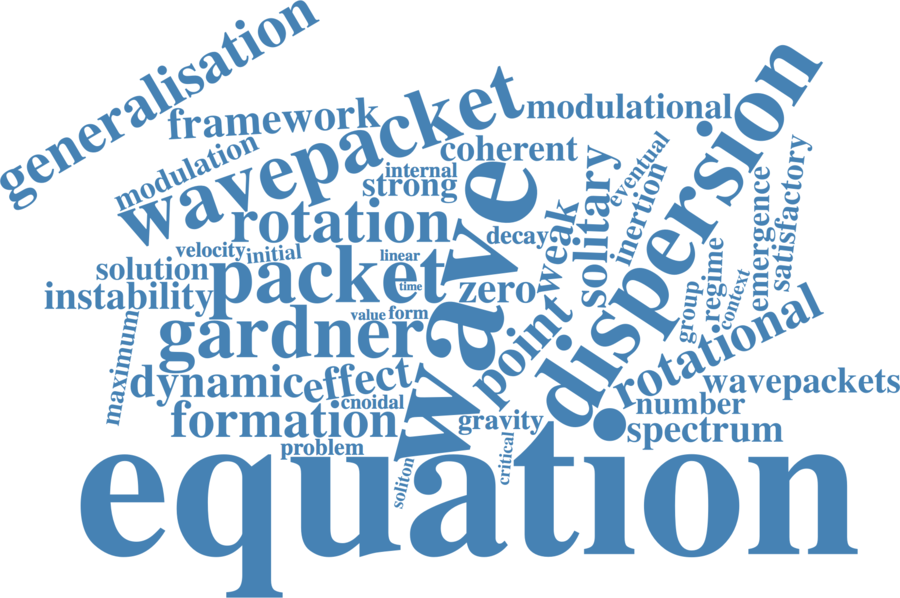 generalisation
framework
modulational
dispersion
wavepacket
coherent
modulation
internal
strong
eventual
solitary
satisfactory
rotation
wave
decay
weak
inertion
emergence
velocity
initial
linear
solution
packet
time
zero
regime
context
group
instability
value
form
gardner
point
rotational
maximum
dynamic
effect
wavepackets
cnoidal
number
formation
gravity
spectrum
problem
critical
soliton
equation